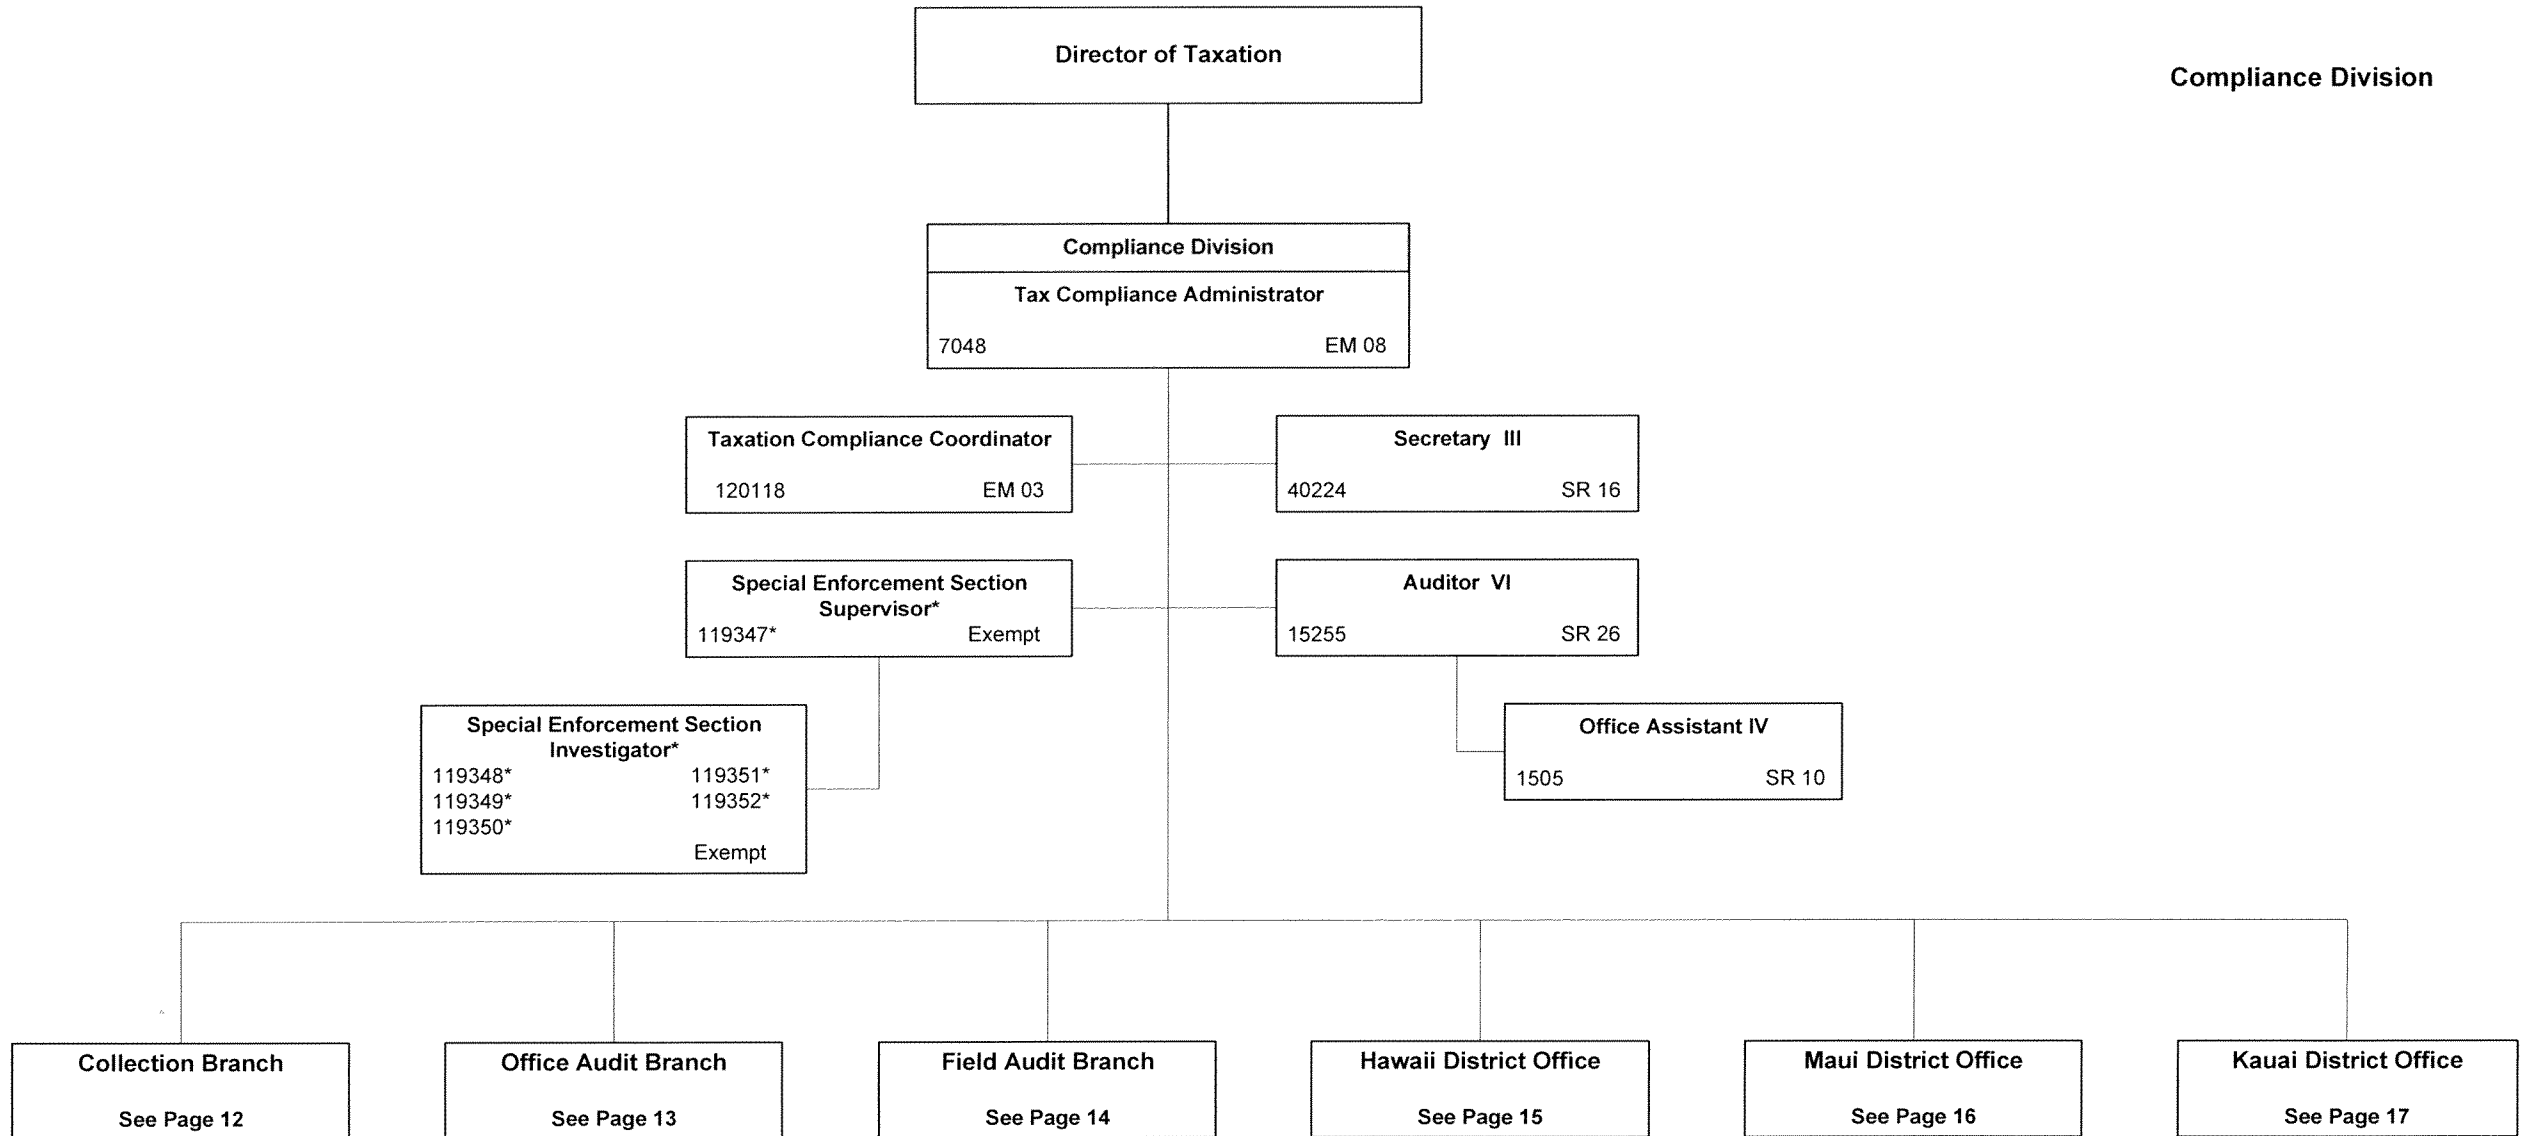 Director of Taxation
Compliance Division
Compliance Division
Tax Compliance Administrator
7048 EM 08
Taxation Compliance Coordinator
120118 EM 03
Secretary III
40224 SR 16
Special Enforcement Section
Supervisor*
119347* Exempt
Auditor VI
15255 SR 26
Special Enforcement Section
Investigator*
119348* 119351*
119349* 119352*
119350*
Exempt
Office Assistant IV
1505 SR 10
Collection Branch
See Page 12
Office Audit Branch
See Page 13
Field Audit Branch
See Page 14
Hawaii District Office
See Page 15
Maui District Office
See Page 16
Kauai District Office
See Page 17